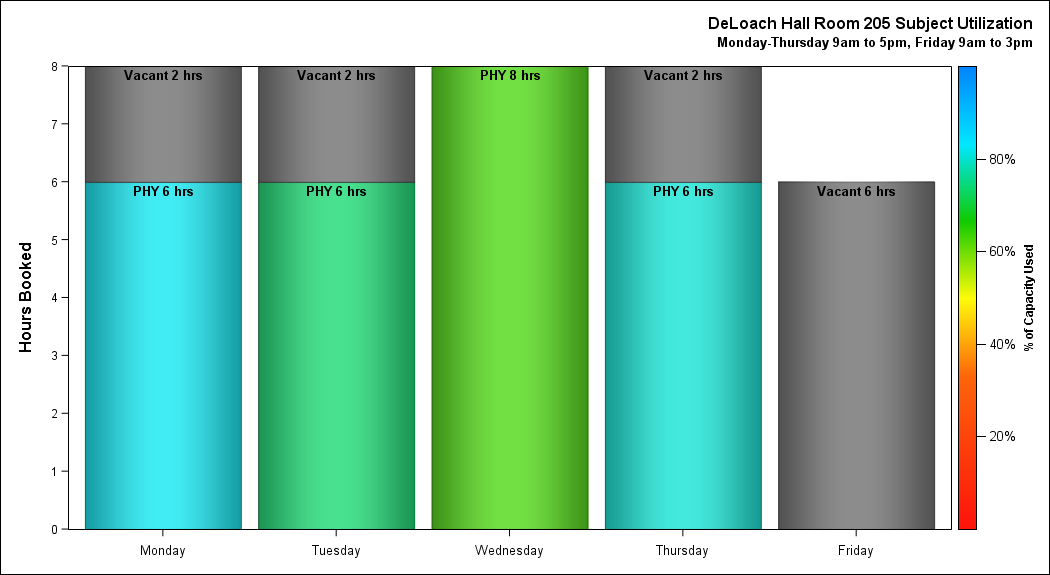 DeLoach Hall Room 205 Subject Utilization
Monday-Thursday 9am to 5pm, Friday 9am to 3pm
Hours Booked
8
7
6
5
4
3
2
1
0
Vacant 2 hrs
PHY 6 hrs
Vacant 2 hrs
PHY 6 hrs
PHY 8 hrs
Vacant 2 hrs
PHY 6 hrs
Vacant 6 hrs
Monday
Tuesday
Wednesday
Thursday
Friday
80%
60%
40%
20%
% of Capacity Used